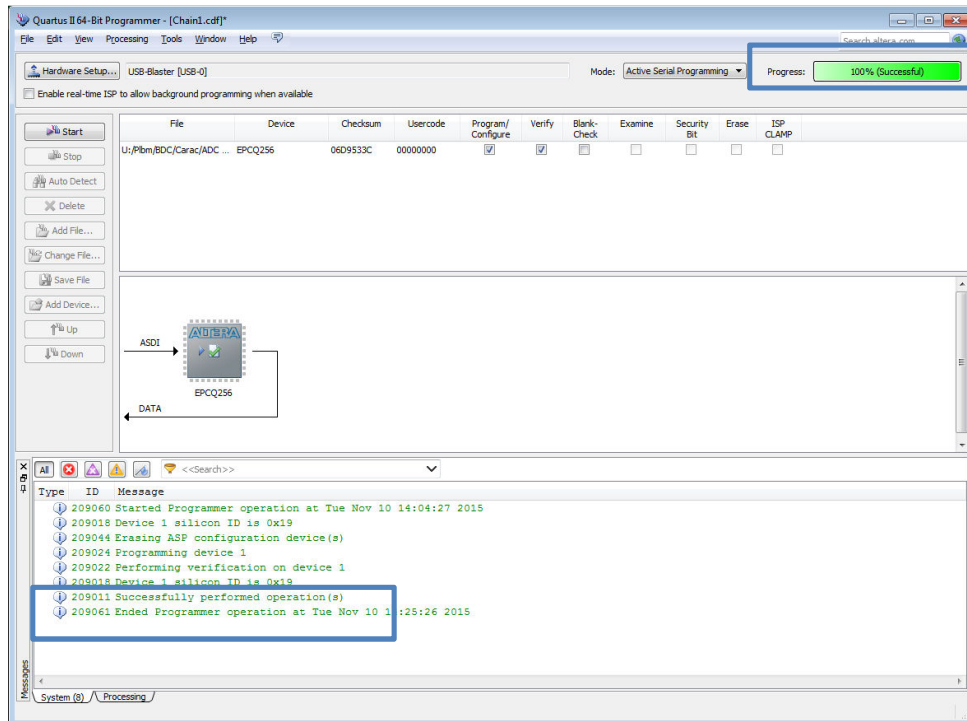 Quartus II 64-Bit Programmer - [Chain1.cdf]*
File Edit View Processing Tools Window Help
Search altera.com
Hardware Setup... USB-Blaster [USB-0] Mode: Active Serial Programming Progress: 100% (Successful)
Enable real-time ISP to allow background programming when available
Start
Stop
Auto Detect
Delete
Add File...
Change File...
Save File
Add Device...
Up
Down
File Device Checksum Usercode Program/Configure Verify Blank-Check Examine Security Bit Erase ISP CLAMP
U:/Plbm/BDC/Carac/ADC ... EPCQ256 06D9533C 00000000
ASDI
ALTERA
EPCQ256
DATA
All <<Search>>
Type ID Message
209060 Started Programmer operation at Tue Nov 10 14:04:27 2015
209018 Device 1 silicon ID is 0x19
209044 Erasing ASP configuration device(s)
209024 Programming device 1
209022 Performing verification on device 1
209018 Device 1 silicon ID is 0x19
209011 Successfully performed operation(s)
209061 Ended Programmer operation at Tue Nov 10 :25:26 2015
Messages
System (8) Processing